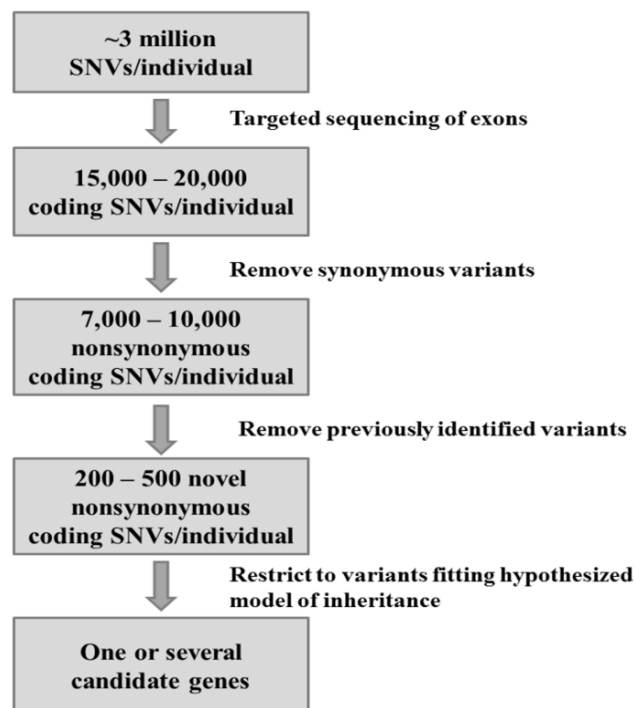 ~3 million
SNVs/individual
Targeted sequencing of exons
15,000 – 20,000
coding SNVs/individual
Remove synonymous variants
7,000 – 10,000
nonsynonymous
coding SNVs/individual
Remove previously identified variants
200 – 500 novel
nonsynonymous
coding SNVs/individual
Restrict to variants fitting hypothesized
model of inheritance
One or several
candidate genes